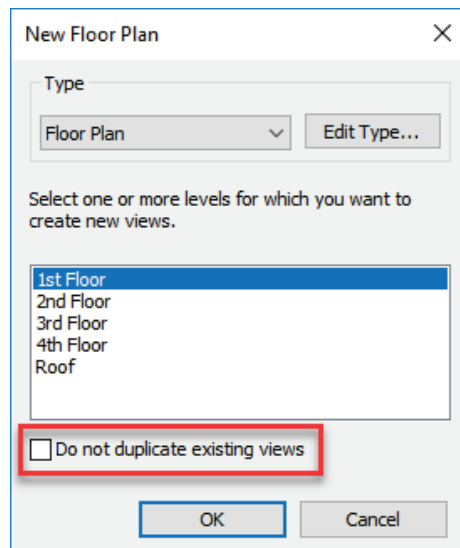 New Floor Plan
Type
Floor Plan
Edit Type...
Select one or more levels for which you want to
create new views.
1st Floor
2nd Floor
3rd Floor
4th Floor
Roof
Do not duplicate existing views
OK
Cancel